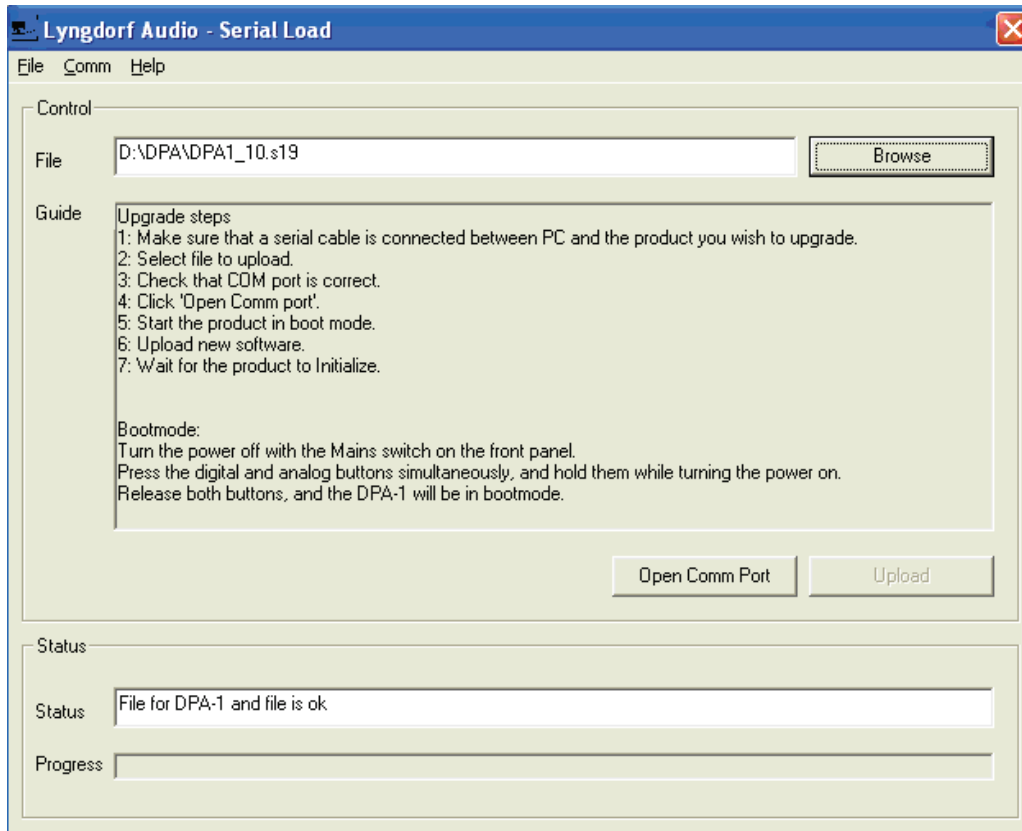 Lyngdorf Audio - Serial Load
File Comm Help
Control
File D:\DPA\DPA1_10.s19 Browse
Guide Upgrade steps
1: Make sure that a serial cable is connected between PC and the product you wish to upgrade.
2: Select file to upload.
3: Check that COM port is correct.
4: Click 'Open Comm port'.
5: Start the product in boot mode.
6: Upload new software.
7: Wait for the product to Initialize.
Bootmode:
Turn the power off with the Mains switch on the front panel.
Press the digital and analog buttons simultaneously, and hold them while turning the power on.
Release both buttons, and the DPA-1 will be in bootmode.
Open Comm Port Upload
Status
Status File for DPA-1 and file is ok
Progress